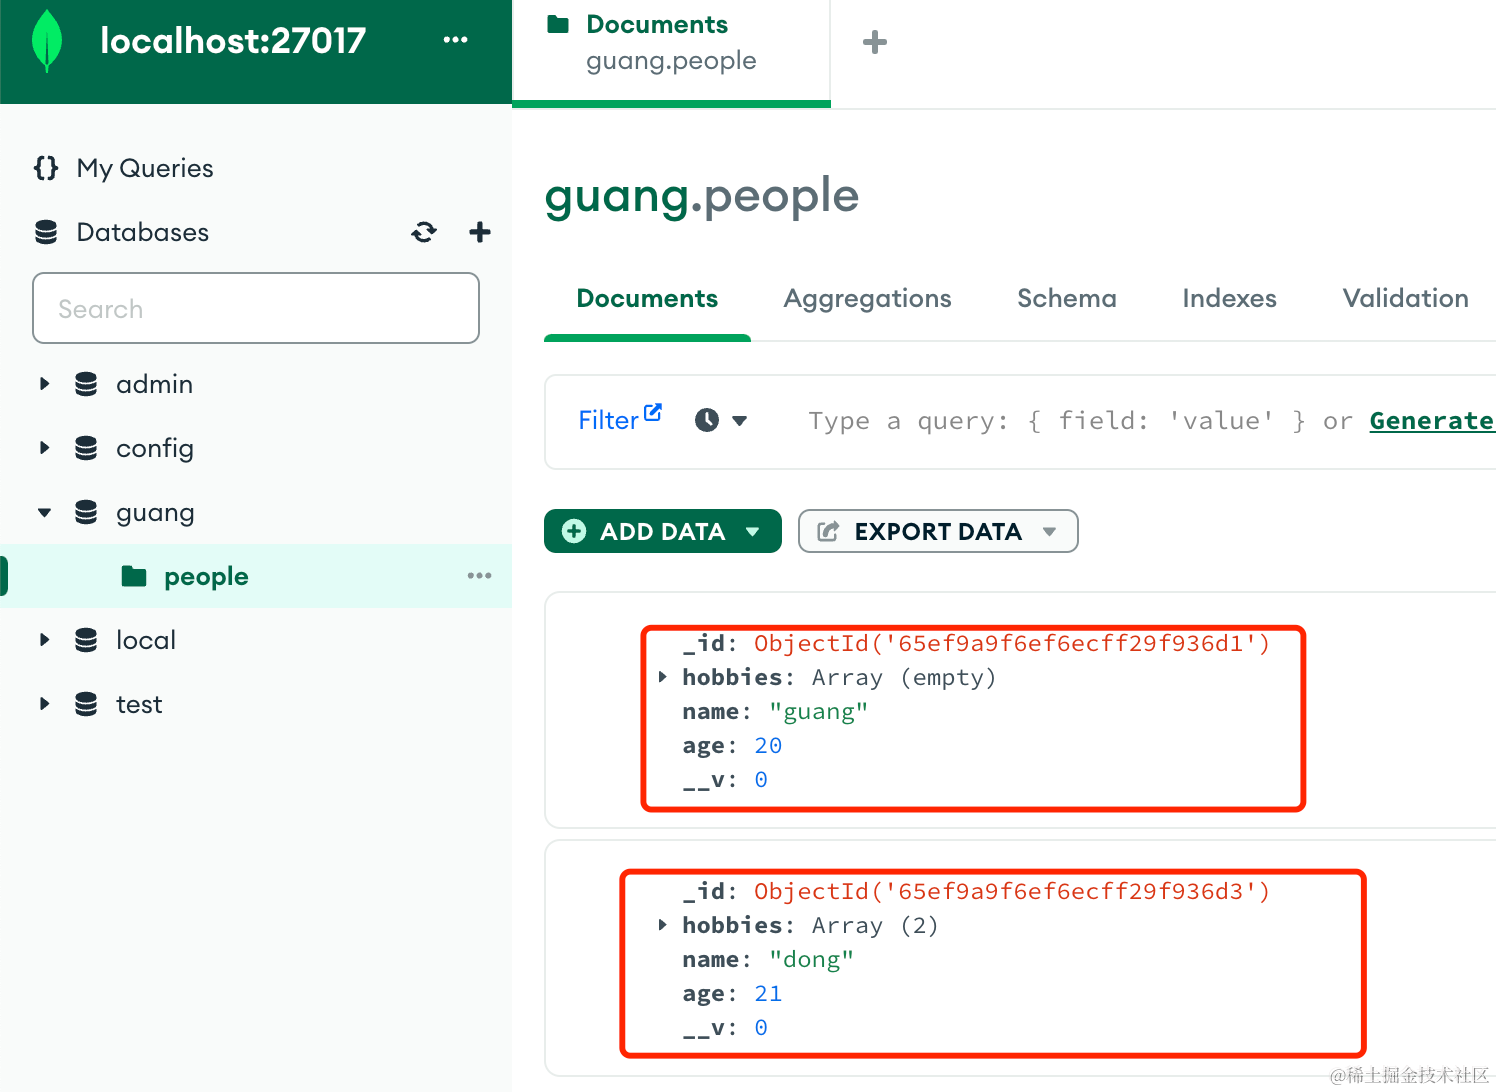 localhost:27017
Documents
guang.people
My Queries
Databases
Search
admin
config
guang
people
local
test
guang.people
Documents Aggregations Schema Indexes Validation
Filter Type a query: { field: 'value' } or Generate
ADD DATA EXPORT DATA
_id: ObjectId('65ef9a9f6ef6ecff29f936d1')
hobbies: Array (empty)
name: "guang"
age: 20
__v: 0
_id: ObjectId('65ef9a9f6ef6ecff29f936d3')
hobbies: Array (2)
name: "dong"
age: 21
__v: 0
@稀土掘金技术社区